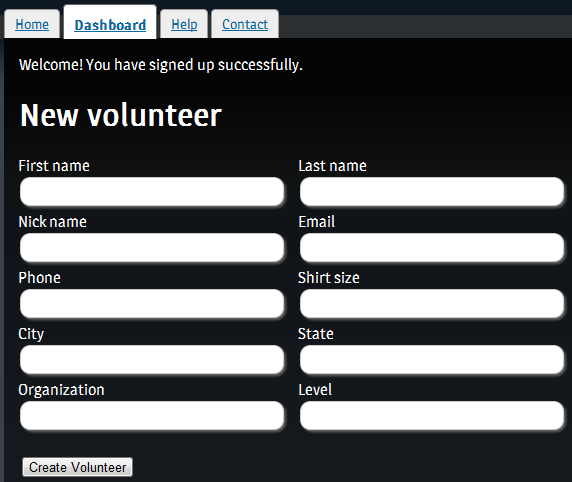 Home Dashboard Help Contact
Welcome! You have signed up successfully.
New volunteer
First name Last name
Nick name Email
Phone Shirt size
City State
Organization Level
Create Volunteer